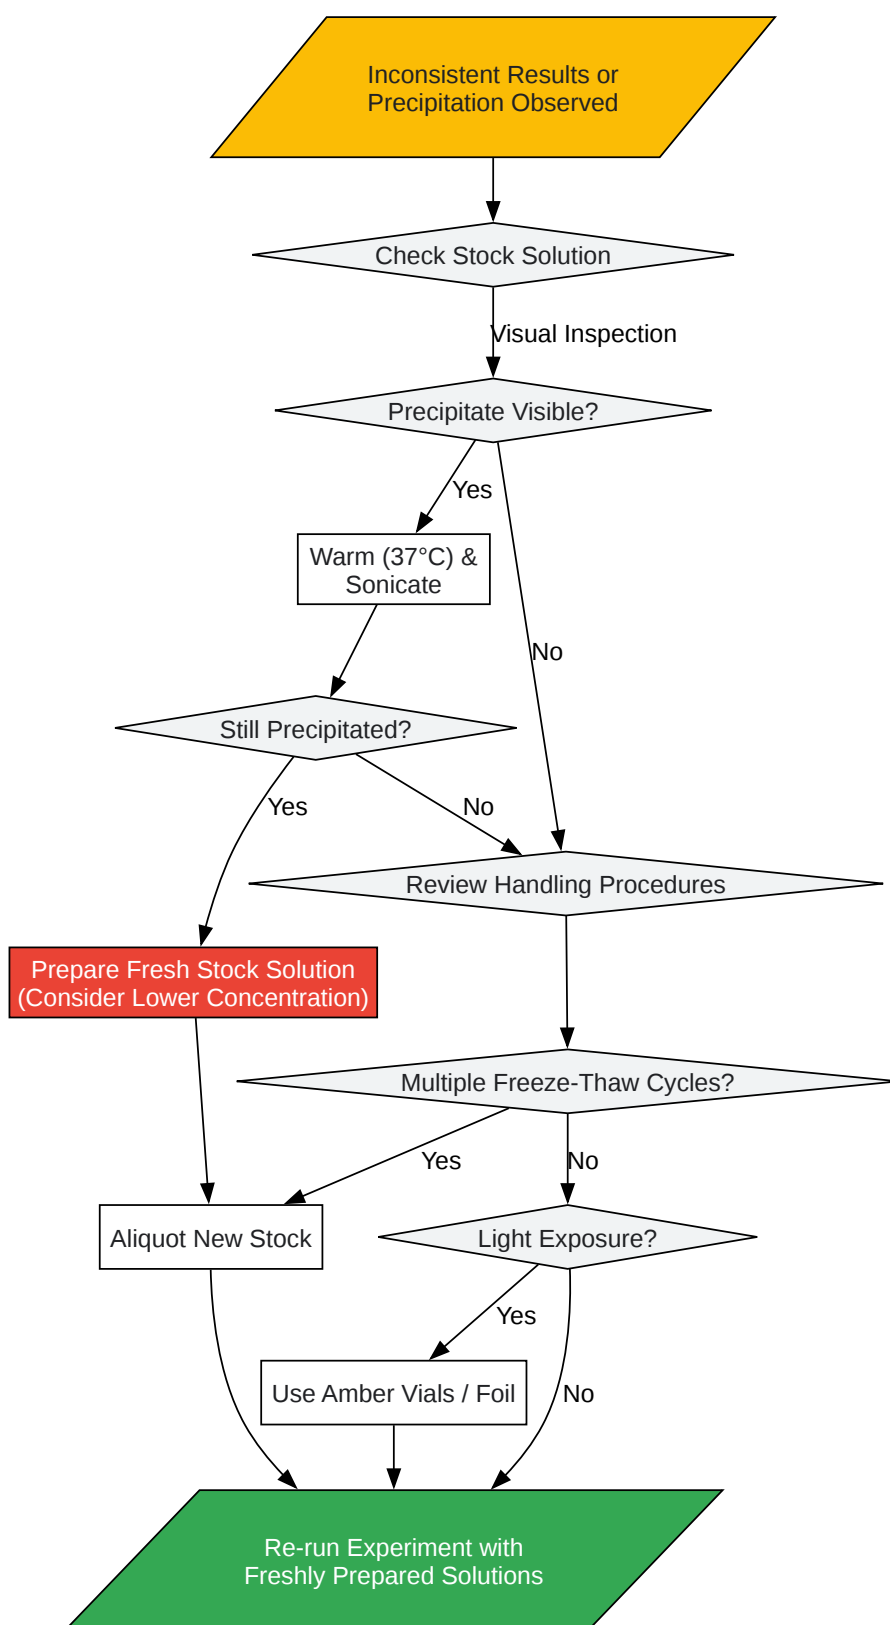 Inconsistent Results or
Precipitation Observed
Check Stock Solution
Visual Inspection
Precipitate Visible?
Yes
Warm (37°C) &
Sonicate
No
Still Precipitated?
Yes
No
Review Handling Procedures
Prepare Fresh Stock Solution
(Consider Lower Concentration)
Multiple Freeze-Thaw Cycles?
Yes
No
Aliquot New Stock
Light Exposure?
Yes
Use Amber Vials / Foil
No
Re-run Experiment with
Freshly Prepared Solutions